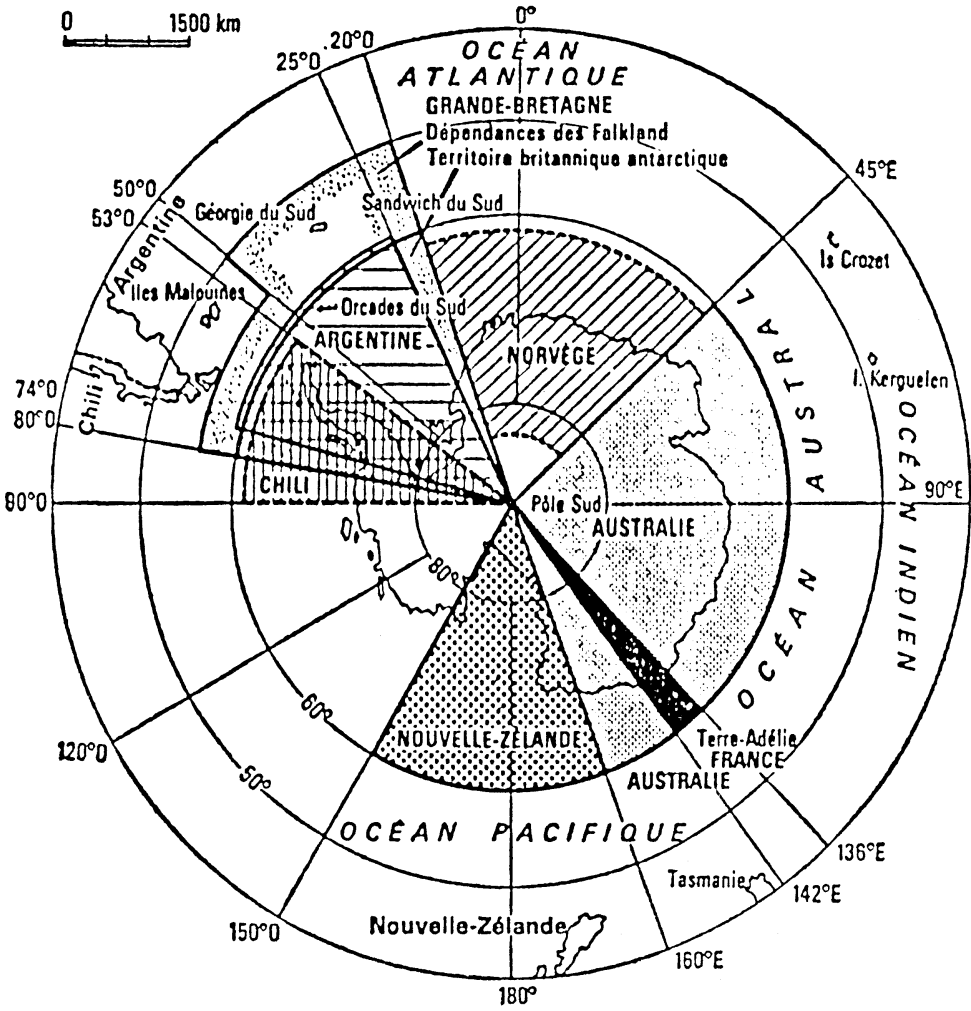 0 1500 km
0°
20°O
25°O
OCÉAN
ATLANTIQUE
GRANDE-BRETAGNE
Dépendances des Falkland
Territoire britannique antarctique
45°E
50°O
53°O
Géorgie du Sud
Sandwich du Sud
Argentine
Iles Malouines
Is Crozet
Orcades du Sud
ARGENTINE
NORVÈGE
I. Kerguelen
74°O
80°O
Chili
80°O
CHILI
Pôle Sud
90°E
AUSTRALIE
OCÉAN AUSTRAL
OCÉAN INDIEN
80°
60°
50°
120°O
NOUVELLE-ZÉLANDE
Terre-Adélie
FRANCE
AUSTRALIE
OCÉAN PACIFIQUE
136°E
Tasmanie
142°E
150°O
Nouvelle-Zélande
160°E
180°